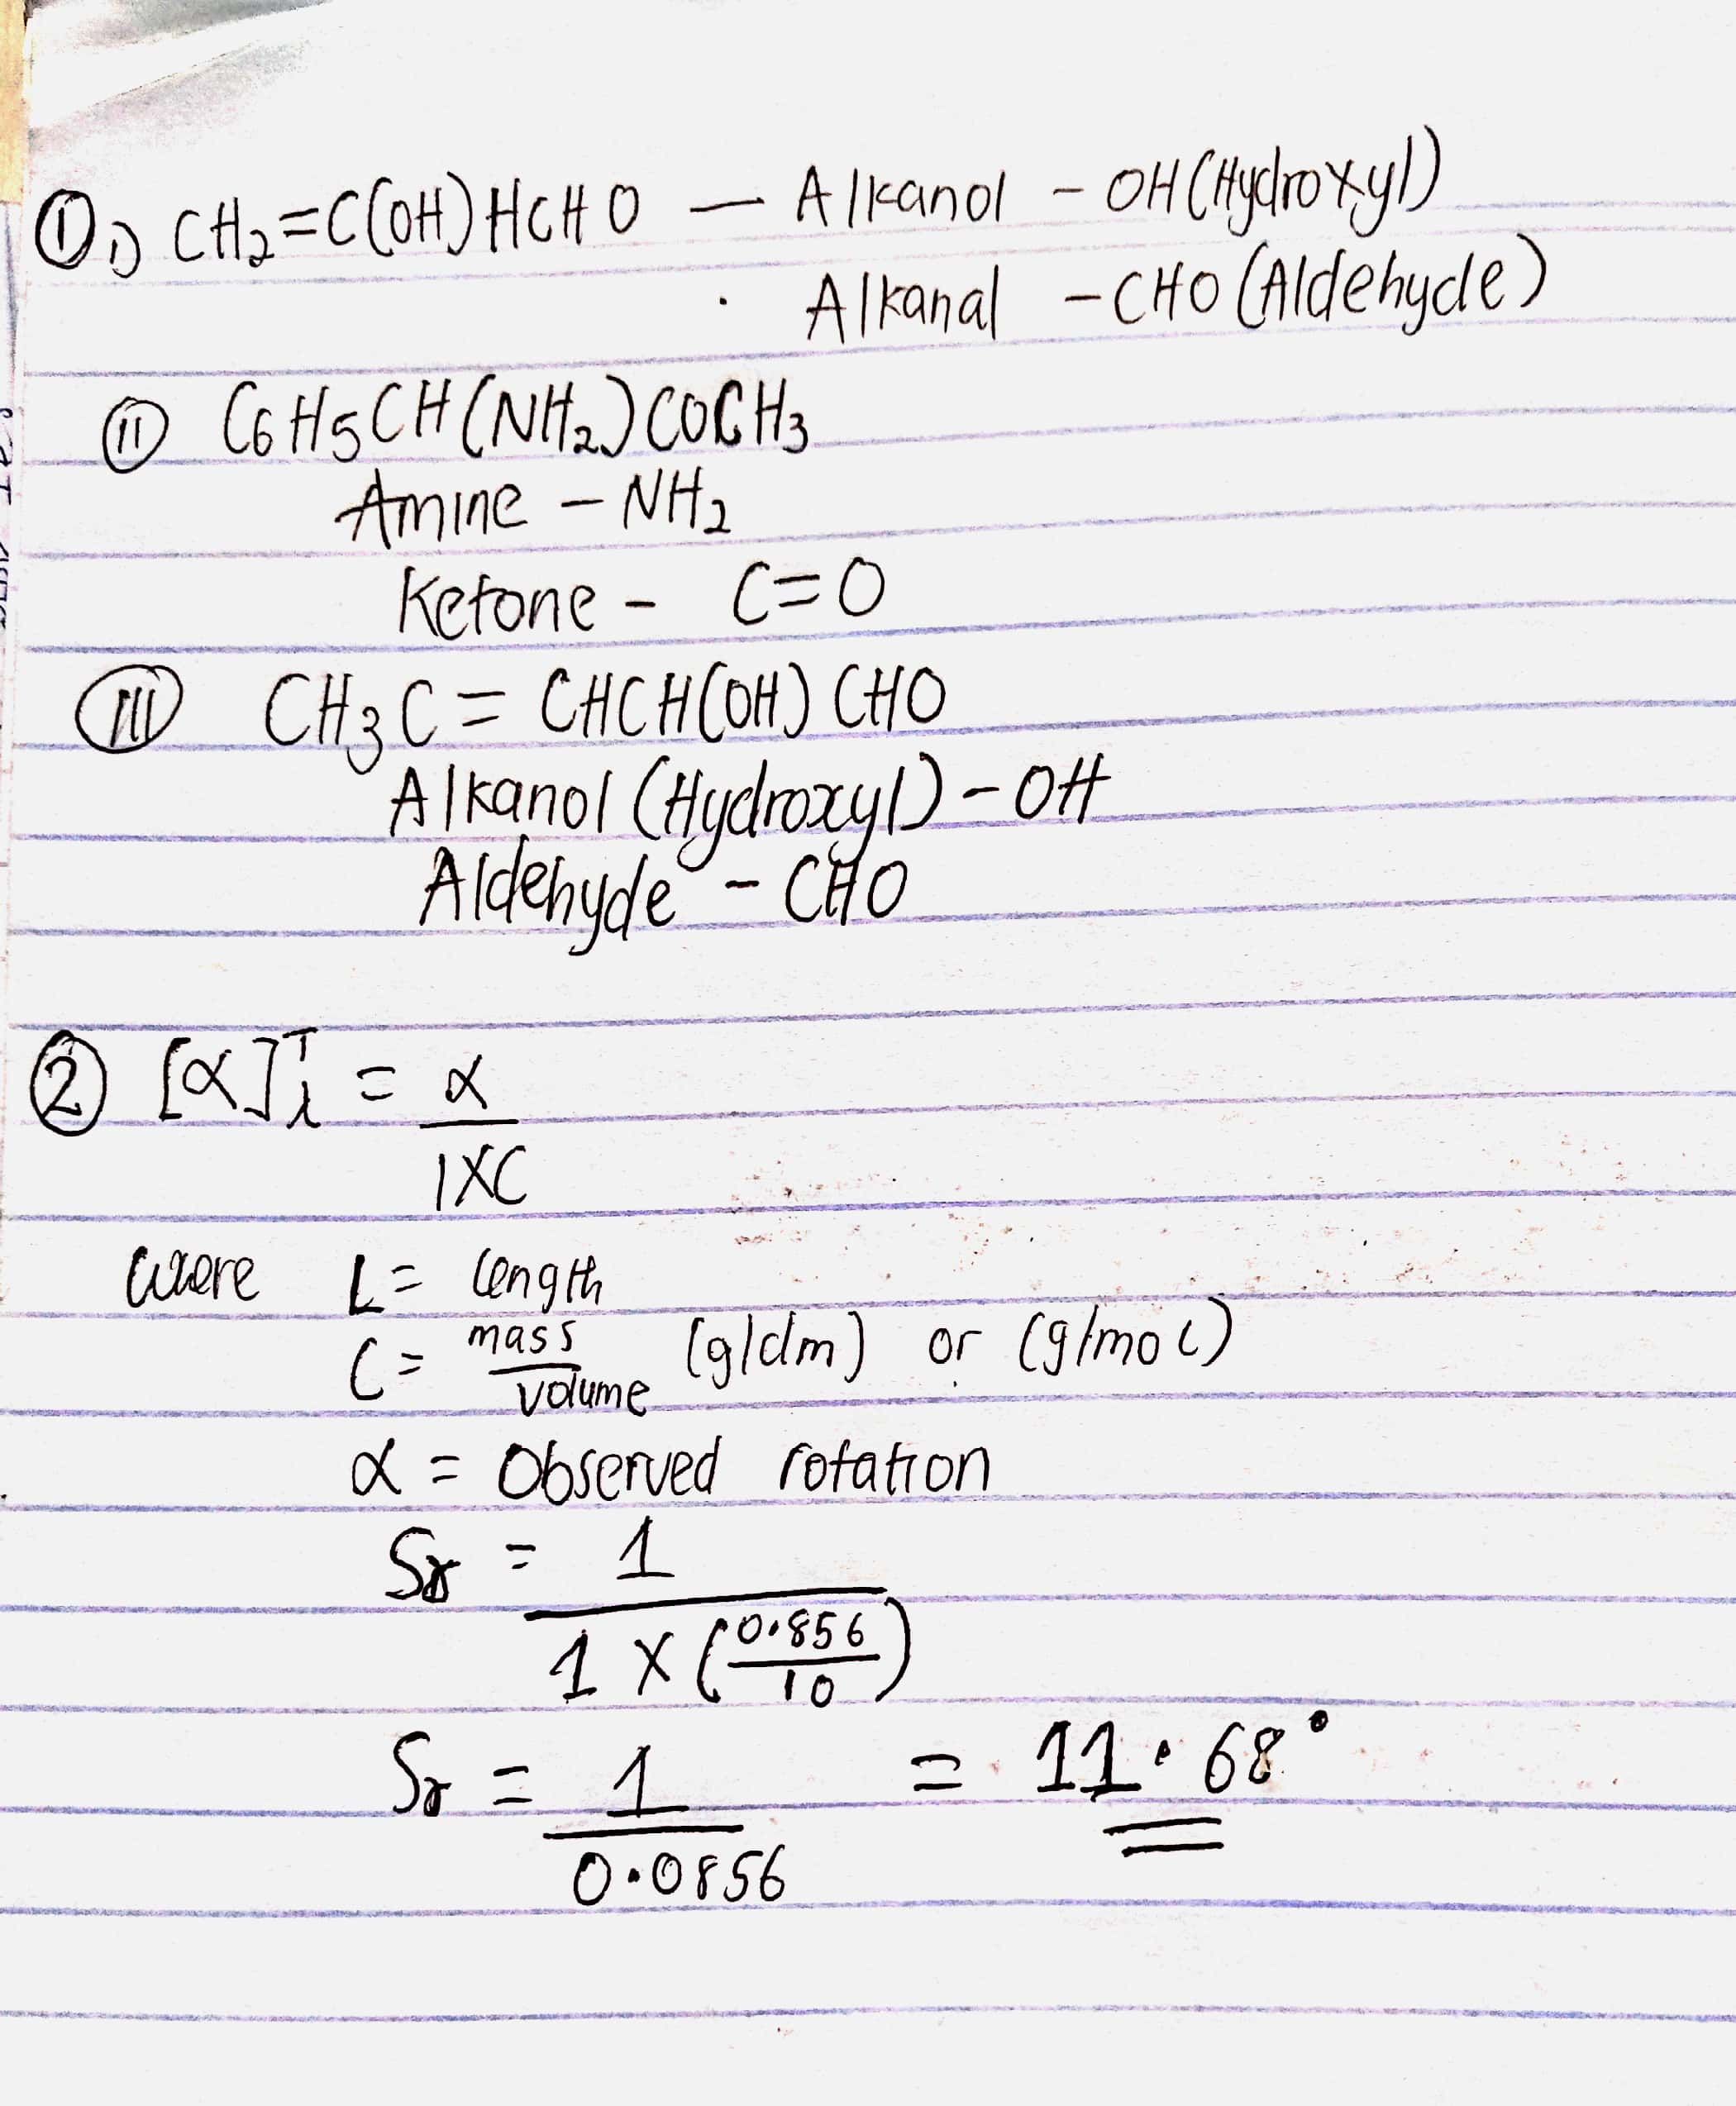 ① i) CH₂=C(OH)HCHO — Alkanol - OH(Hydroxyl)
. Alkanal - CHO (Aldehyde)
(ii) C6H5CH(NH₂)COCH3
Amine - NH2
Ketone - C=O
(III) CH3C = CHCH(OH) CHO
Alkanol (Hydroxyl) - OH
Aldehyde - CHO
② [α]ᵀλ = α
l×C
where L = length
C = mass/volume (g/dm) or (g/mol)
α = Observed rotation
Sr = 1
1 × (0.856/10)
Sr = 1 = 11.68°
0.0856